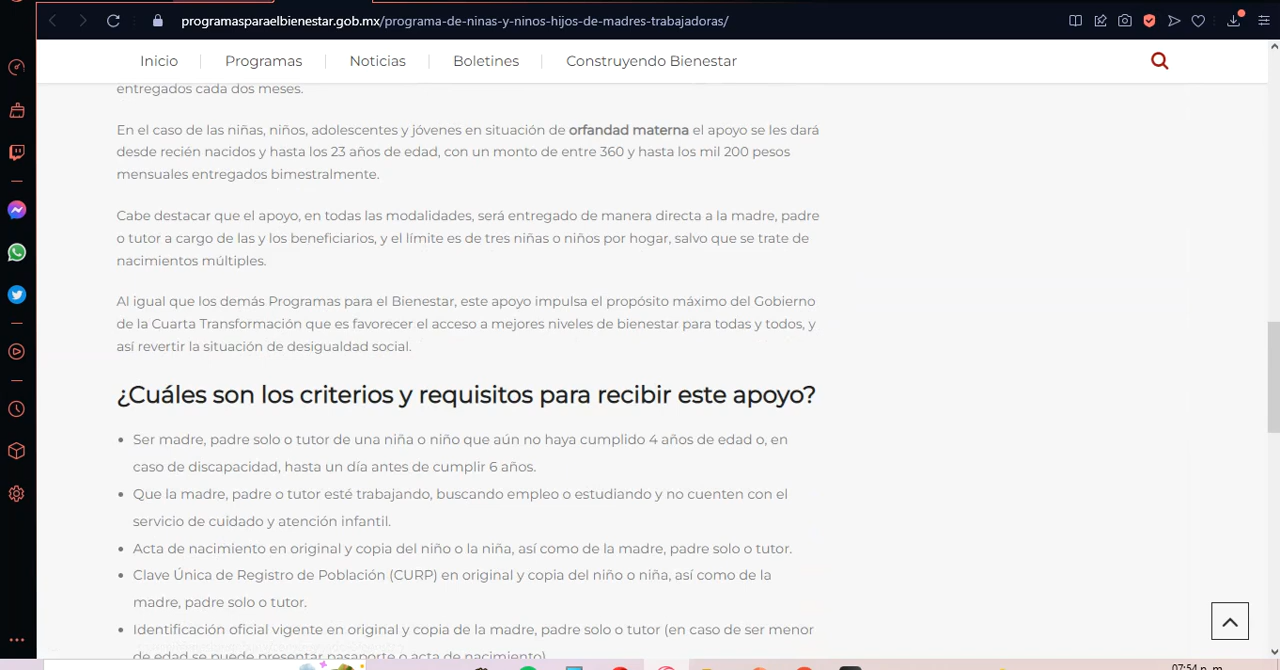 programasparaelbienestar.gob.mx/programa-de-ninas-y-ninos-hijos-de-madres-trabajadoras/
Inicio Programas Noticias Boletines Construyendo Bienestar
entregados cada dos meses.
En el caso de las niñas, niños, adolescentes y jóvenes en situación de orfandad materna el apoyo se les dará
desde recién nacidos y hasta los 23 años de edad, con un monto de entre 360 y hasta los mil 200 pesos
mensuales entregados bimestralmente.
Cabe destacar que el apoyo, en todas las modalidades, será entregado de manera directa a la madre, padre
o tutor a cargo de las y los beneficiarios, y el límite es de tres niñas o niños por hogar, salvo que se trate de
nacimientos múltiples.
Al igual que los demás Programas para el Bienestar, este apoyo impulsa el propósito máximo del Gobierno
de la Cuarta Transformación que es favorecer el acceso a mejores niveles de bienestar para todas y todos, y
así revertir la situación de desigualdad social.
¿Cuáles son los criterios y requisitos para recibir este apoyo?
• Ser madre, padre solo o tutor de una niña o niño que aún no haya cumplido 4 años de edad o, en
caso de discapacidad, hasta un día antes de cumplir 6 años.
• Que la madre, padre o tutor esté trabajando, buscando empleo o estudiando y no cuenten con el
servicio de cuidado y atención infantil.
• Acta de nacimiento en original y copia del niño o la niña, así como de la madre, padre solo o tutor.
• Clave Única de Registro de Población (CURP) en original y copia del niño o niña, así como de la
madre, padre solo o tutor.
• Identificación oficial vigente en original y copia de la madre, padre solo o tutor (en caso de ser menor
de edad se puede presentar pasaporte o acta de nacimiento)
07:54 p. m.